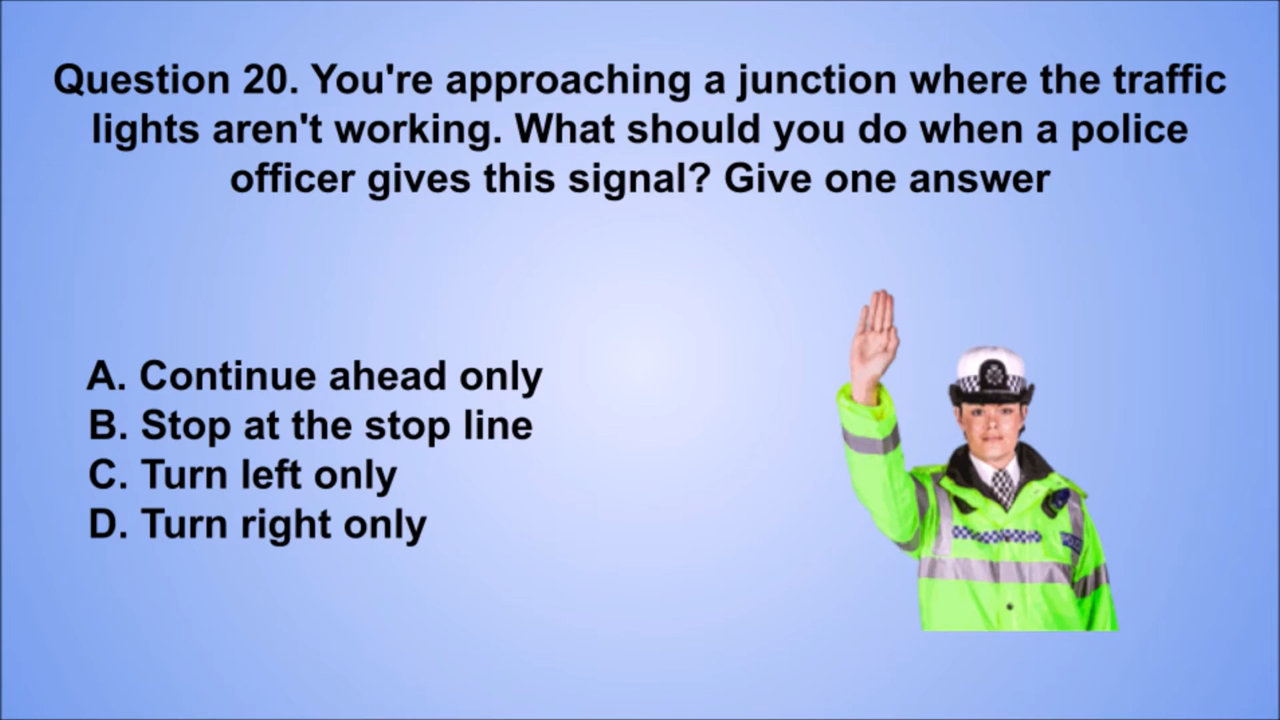 Question 20. You're approaching a junction where the traffic
lights aren't working. What should you do when a police
officer gives this signal? Give one answer
A. Continue ahead only
B. Stop at the stop line
C. Turn left only
D. Turn right only